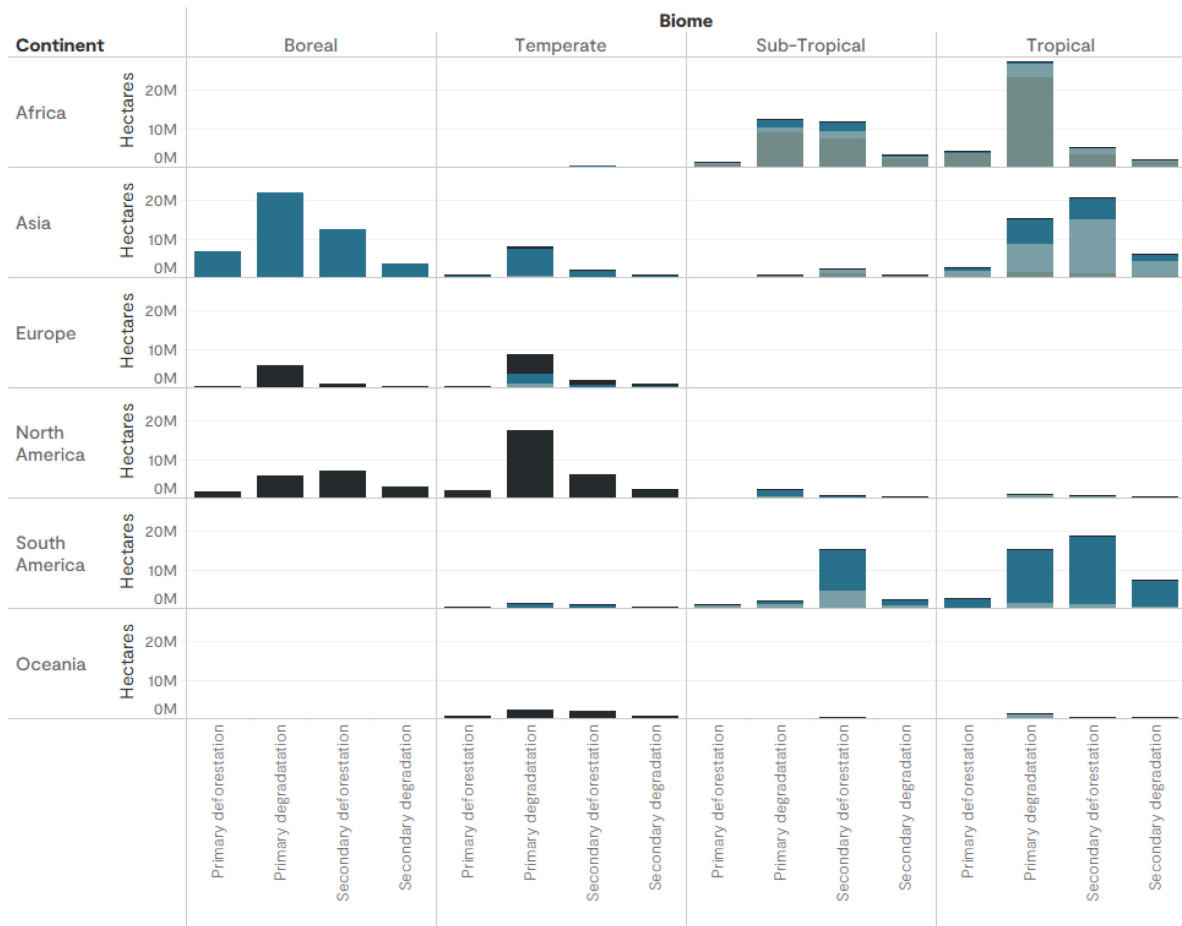 Biome
Continent Boreal Temperate Sub-Tropical Tropical
Africa
Hectares
20M
10M
0M
Asia
Hectares
20M
10M
0M
Europe
Hectares
20M
10M
0M
North
America
Hectares
20M
10M
0M
South
America
Hectares
20M
10M
0M
Oceania
Hectares
20M
10M
0M
Primary deforestation
Primary degradatation
Secondary deforestation
Secondary degradation
Primary deforestation
Primary degradatation
Secondary deforestation
Secondary degradation
Primary deforestation
Primary degradatation
Secondary deforestation
Secondary degradation
Primary deforestation
Primary degradatation
Secondary deforestation
Secondary degradation